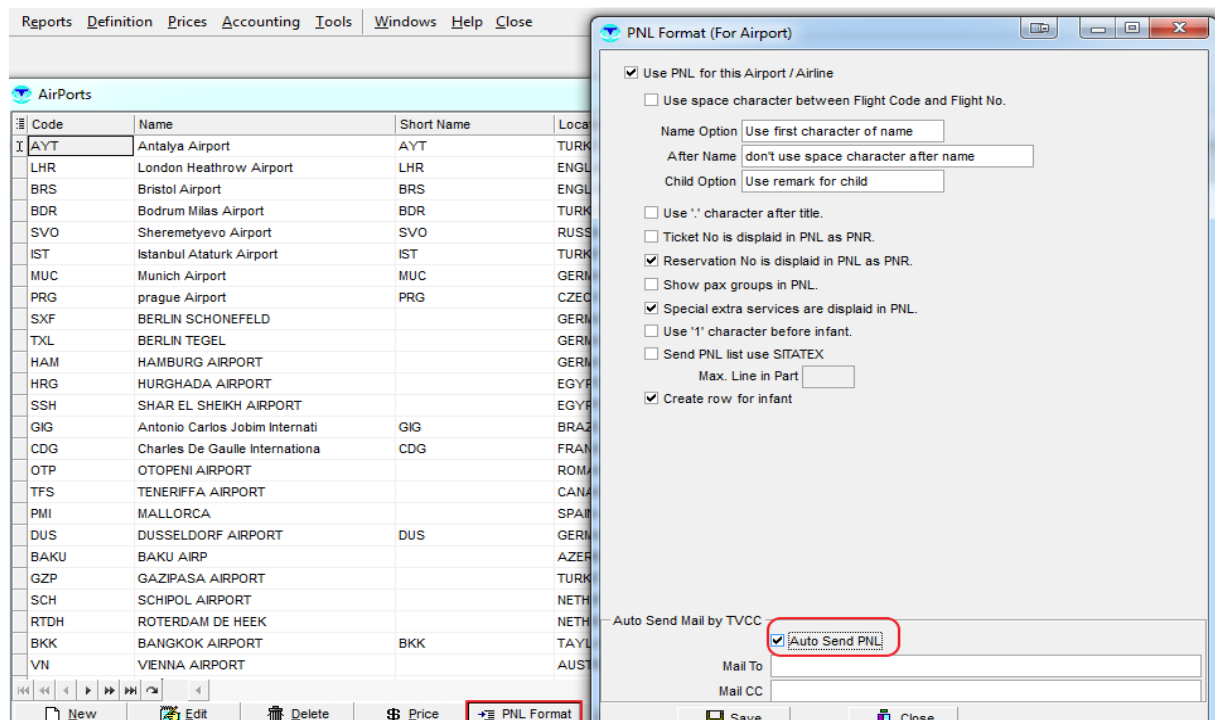 Reports Definition Prices Accounting Tools Windows Help Close
AirPorts
Code Name Short Name
AYT Antalya Airport AYT
LHR London Heathrow Airport LHR
BRS Bristol Airport BRS
BDR Bodrum Milas Airport BDR
SVO Sheremetyevo Airport SVO
IST Istanbul Ataturk Airport IST
MUC Munich Airport MUC
PRG prague Airport PRG
SXF BERLIN SCHONEFELD
TXL BERLIN TEGEL
HAM HAMBURG AIRPORT
HRG HURGHADA AIRPORT
SSH SHAR EL SHEIKH AIRPORT
GIG Antonio Carlos Jobim Internati GIG
CDG Charles De Gaulle Internationa CDG
OTP OTOPENI AIRPORT
TFS TENERIFFA AIRPORT
PMI MALLORCA
DUS DUSSELDORF AIRPORT DUS
BAKU BAKU AIRP
GZP GAZIPASA AIRPORT
SCH SCHIPOL AIRPORT
RTDH ROTERDAM DE HEEK
BKK BANGKOK AIRPORT BKK
VN VIENNA AIRPORT
New Edit Delete Price PNL Format
PNL Format (For Airport)
Use PNL for this Airport / Airline
Use space character between Flight Code and Flight No.
Name Option Use first character of name
After Name don't use space character after name
Child Option Use remark for child
Use '.' character after title.
Ticket No is displaid in PNL as PNR.
Reservation No is displaid in PNL as PNR.
Show pax groups in PNL.
Special extra services are displaid in PNL.
Use '1' character before infant.
Send PNL list use SITATEX
Max. Line in Part
Create row for infant
Auto Send Mail by TVCC
Auto Send PNL
Mail To
Mail CC
Save Close